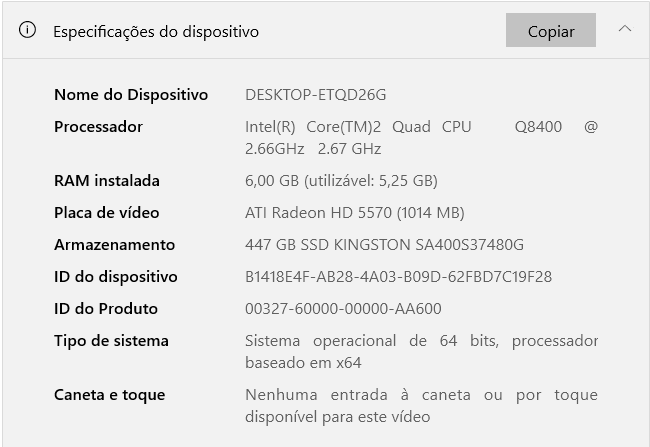 Especificações do dispositivo
Copiar
Nome do Dispositivo DESKTOP-ETQD26G
Processador Intel(R) Core(TM)2 Quad CPU Q8400 @
2.66GHz 2.67 GHz
RAM instalada 6,00 GB (utilizável: 5,25 GB)
Placa de vídeo ATI Radeon HD 5570 (1014 MB)
Armazenamento 447 GB SSD KINGSTON SA400S37480G
ID do dispositivo B1418E4F-AB28-4A03-B09D-62FBD7C19F28
ID do Produto 00327-60000-00000-AA600
Tipo de sistema Sistema operacional de 64 bits, processador
baseado em x64
Caneta e toque Nenhuma entrada à caneta ou por toque
disponível para este vídeo